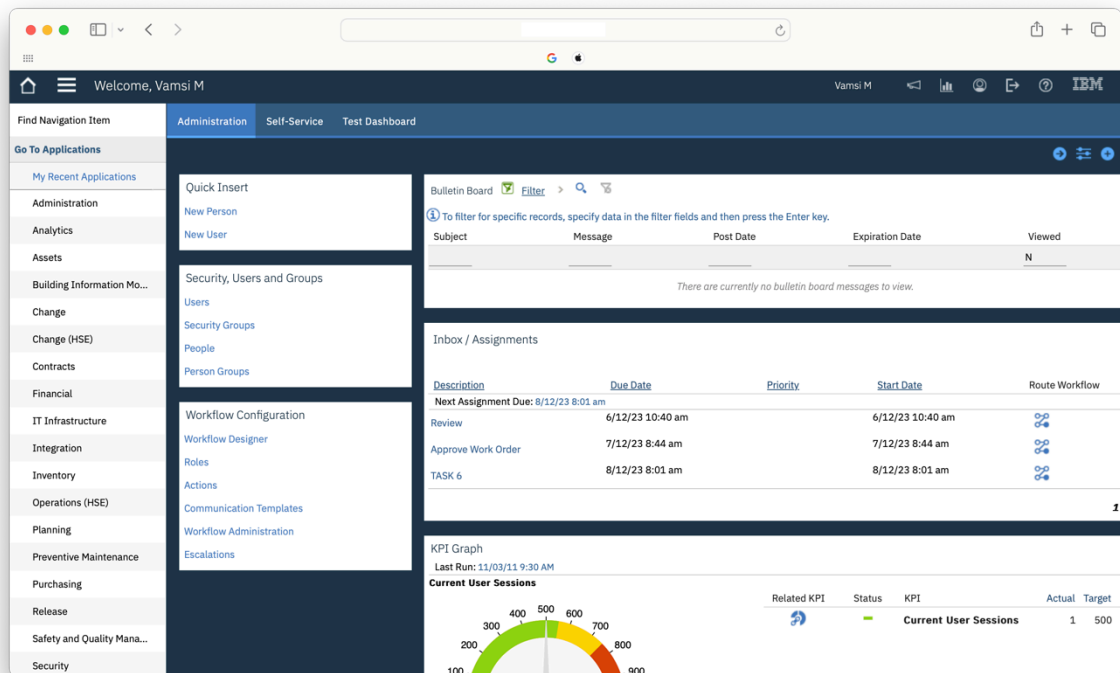 Welcome, Vamsi M
Vamsi M
IBM
Find Navigation Item
Administration
Self-Service
Test Dashboard
Go To Applications
My Recent Applications
Administration
Analytics
Assets
Building Information Mo...
Change
Change (HSE)
Contracts
Financial
IT Infrastructure
Integration
Inventory
Operations (HSE)
Planning
Preventive Maintenance
Purchasing
Release
Safety and Quality Mana...
Security
Quick Insert
New Person
New User
Security, Users and Groups
Users
Security Groups
People
Person Groups
Workflow Configuration
Workflow Designer
Roles
Actions
Communication Templates
Workflow Administration
Escalations
Bulletin Board Filter
To filter for specific records, specify data in the filter fields and then press the Enter key.
Subject Message Post Date Expiration Date Viewed
N
There are currently no bulletin board messages to view.
Inbox / Assignments
Description Due Date Priority Start Date Route Workflow
Next Assignment Due: 8/12/23 8:01 am
Review 6/12/23 10:40 am 6/12/23 10:40 am
Approve Work Order 7/12/23 8:44 am 7/12/23 8:44 am
TASK 6 8/12/23 8:01 am 8/12/23 8:01 am
1
KPI Graph
Last Run: 11/03/11 9:30 AM
Current User Sessions
Related KPI Status KPI Actual Target
Current User Sessions 1 500
100 200 300 400 500 600 700 800 900